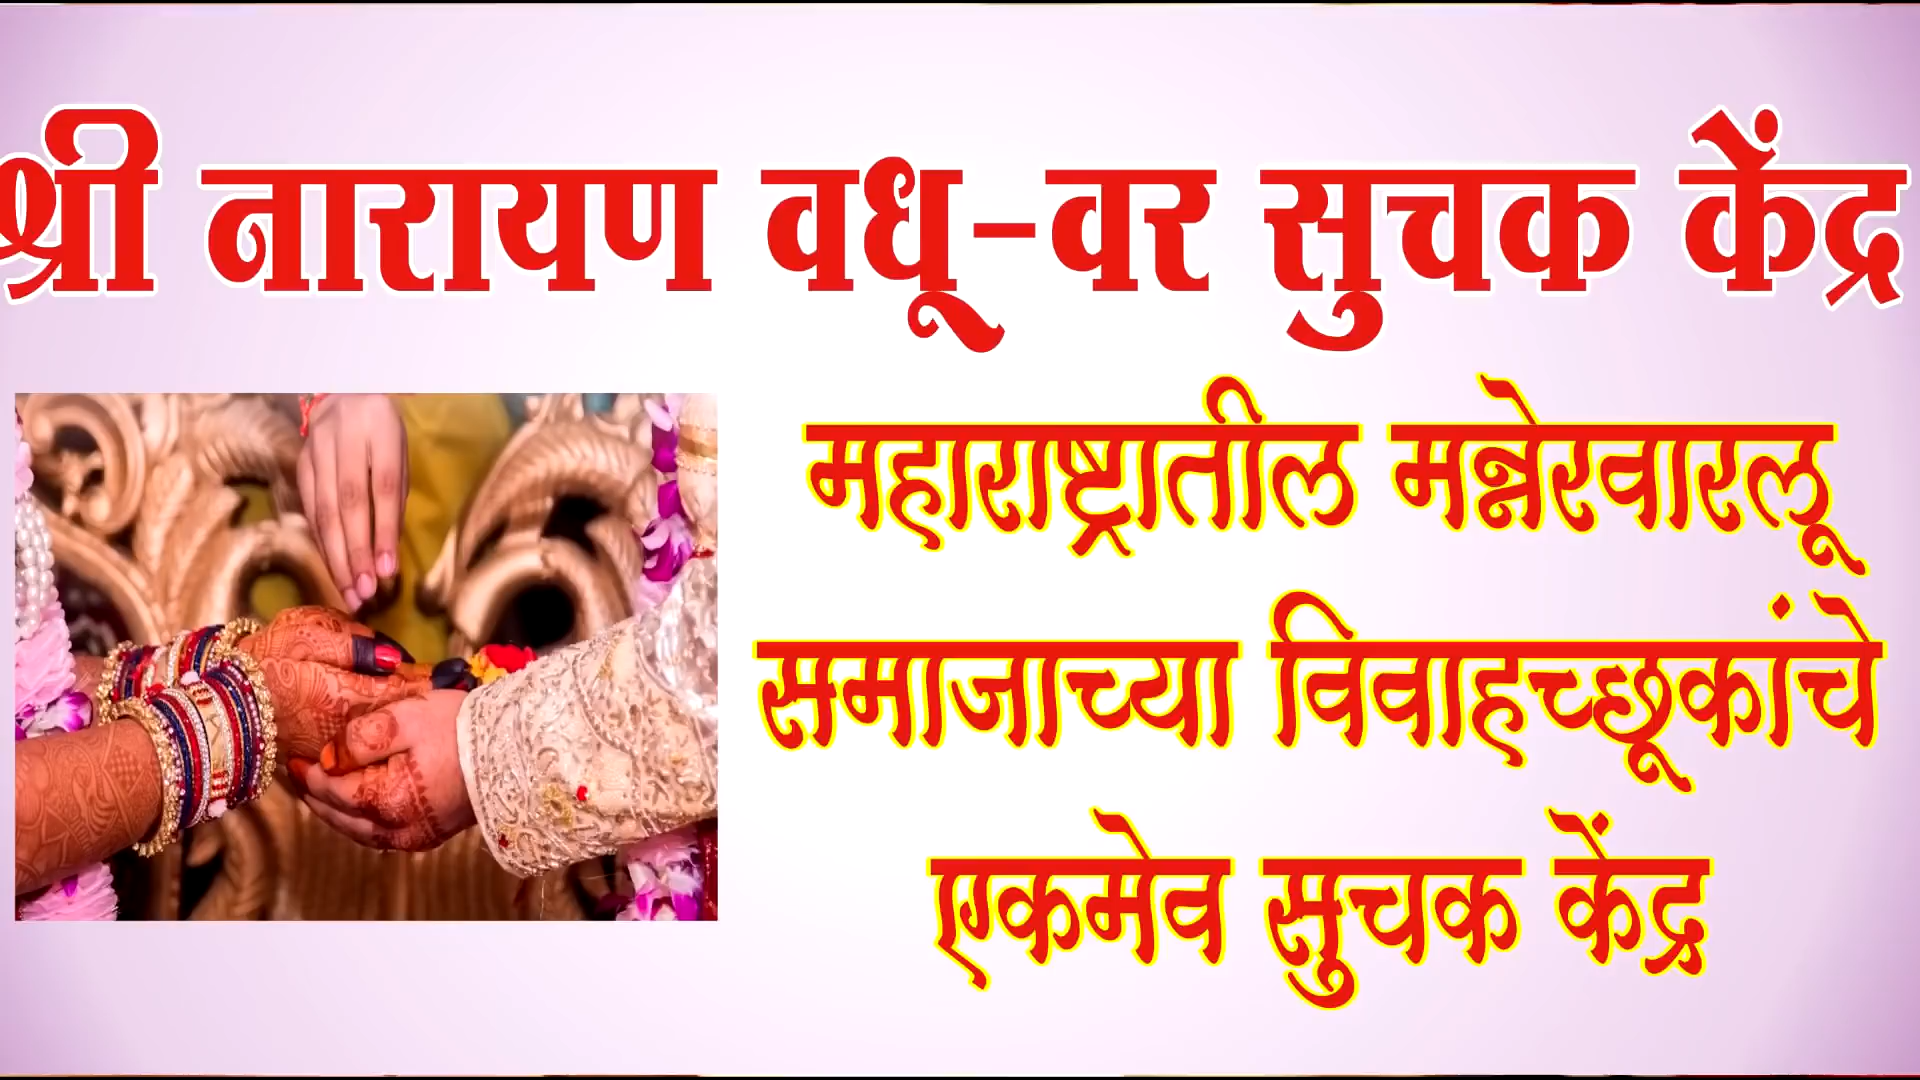 श्री नारायण वधू-वर सुचक केंद्र
महाराष्ट्रातील मन्नेरवारलू
समाजाच्या विवाहच्छूकांचे
एकमेव सुचक केंद्र